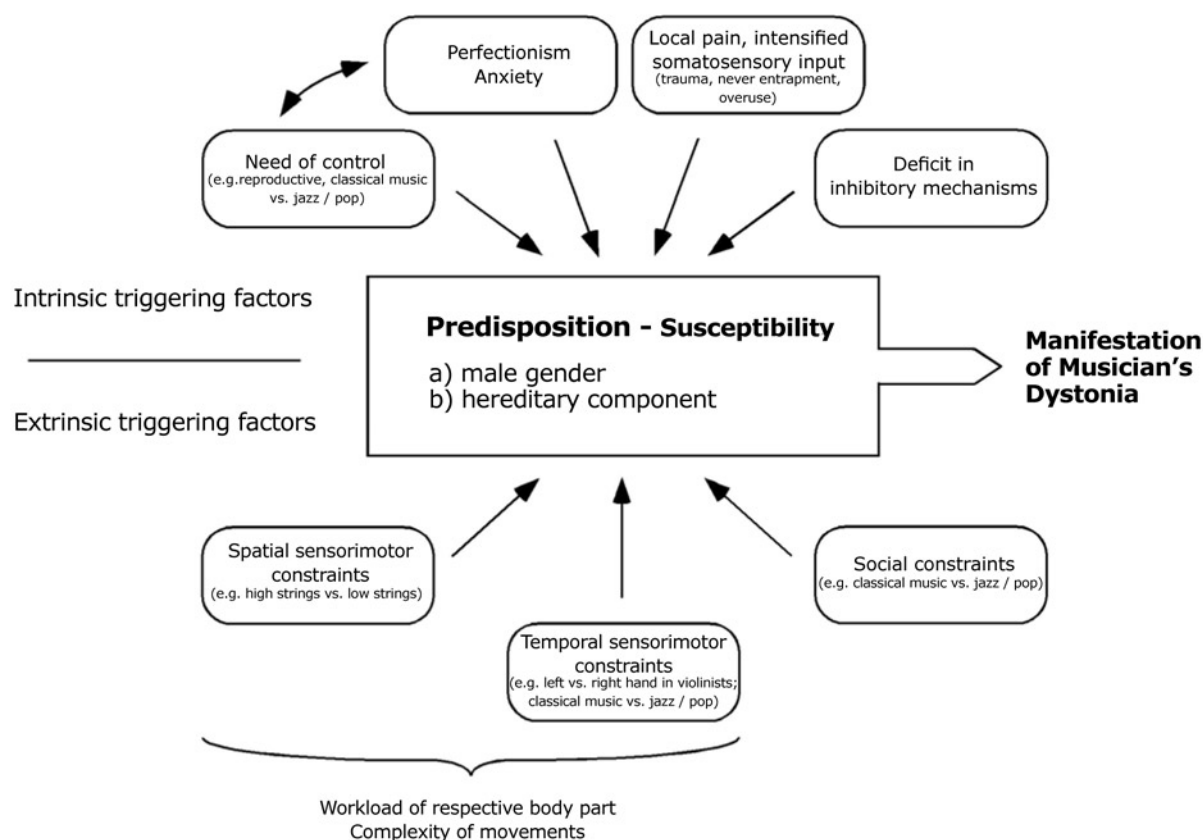 Perfectionism
Anxiety
Local pain, intensified
somatosensory input
(trauma, never entrapment,
overuse)
Need of control
(e.g.reproductive, classical music
vs. jazz / pop)
Deficit in
inhibitory mechanisms
Intrinsic triggering factors
Extrinsic triggering factors
Predisposition - Susceptibility
a) male gender
b) hereditary component
Manifestation
of Musician's
Dystonia
Spatial sensorimotor
constraints
(e.g. high strings vs. low strings)
Temporal sensorimotor
constraints
(e.g. left vs. right hand in violinists;
classical music vs. jazz / pop)
Social constraints
(e.g. classical music vs. jazz / pop)
Workload of respective body part
Complexity of movements